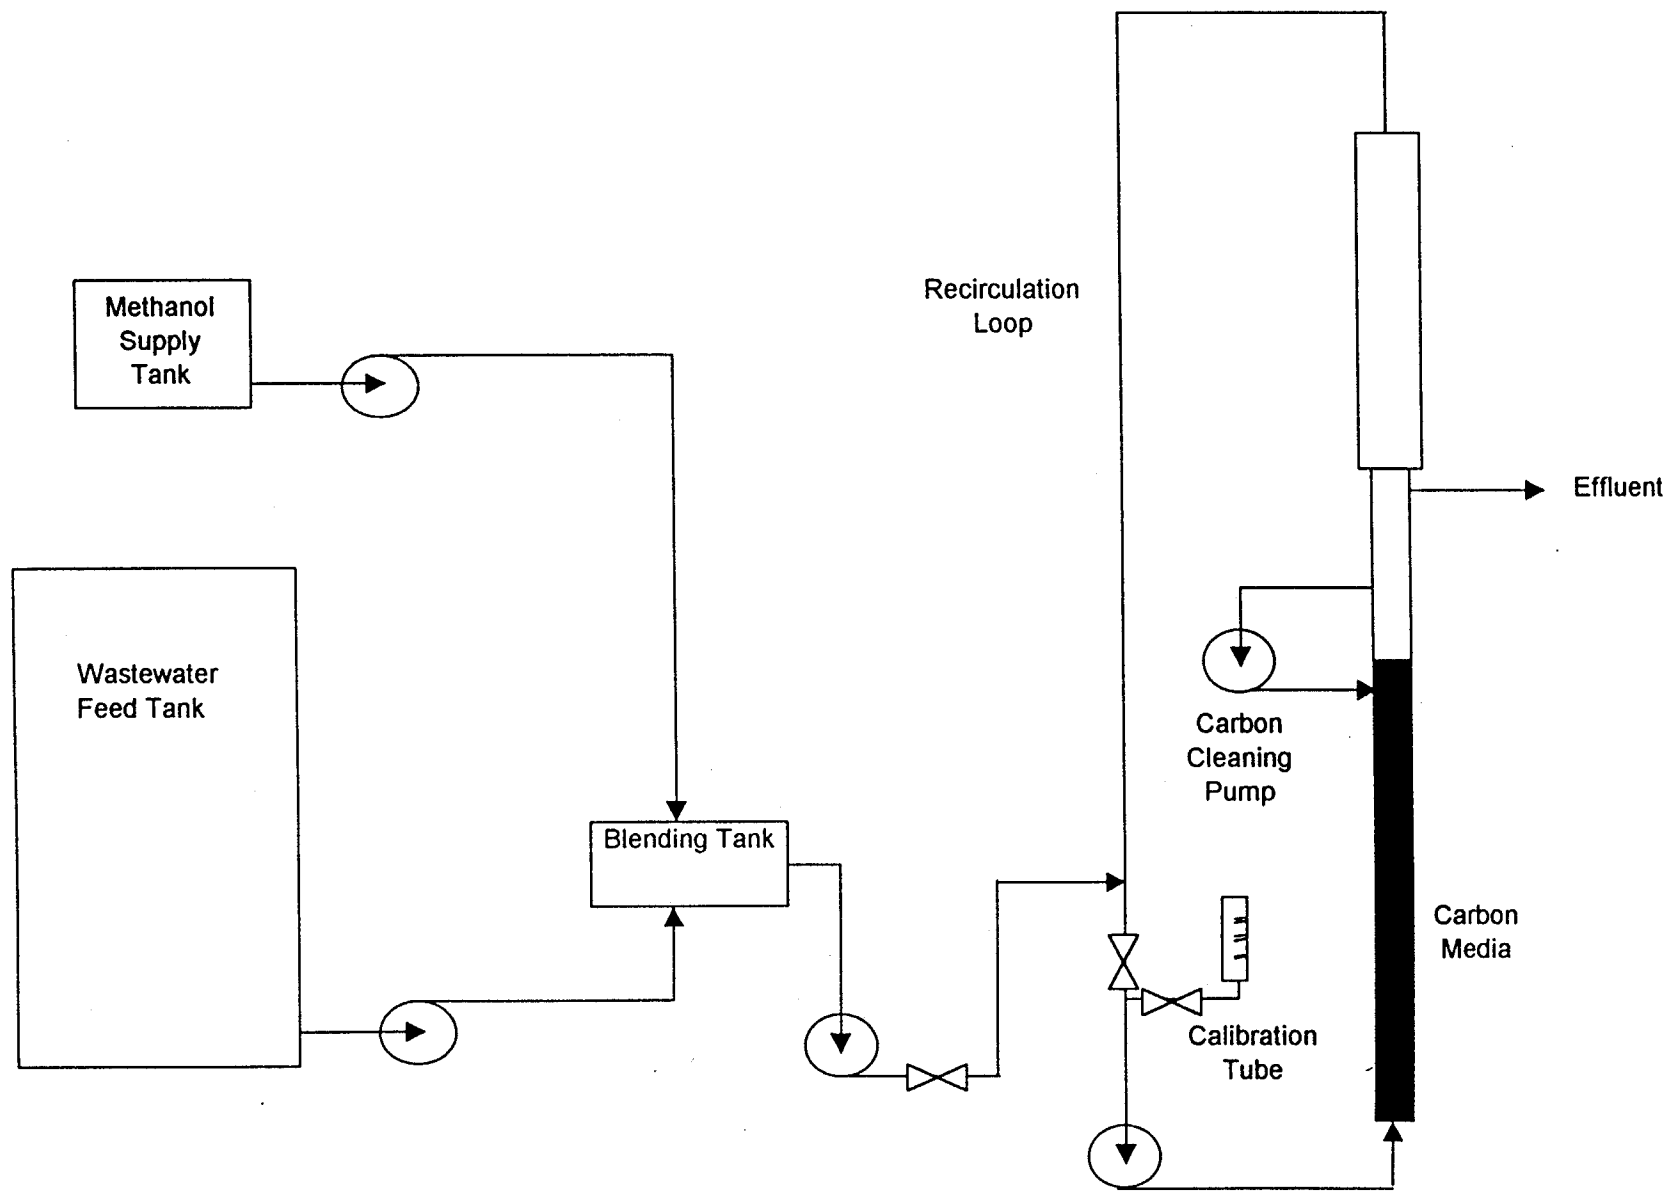 Methanol
Supply
Tank
Recirculation
Loop
Effluent
Wastewater
Feed Tank
Carbon
Cleaning
Pump
Blending Tank
Carbon
Media
Calibration
Tube